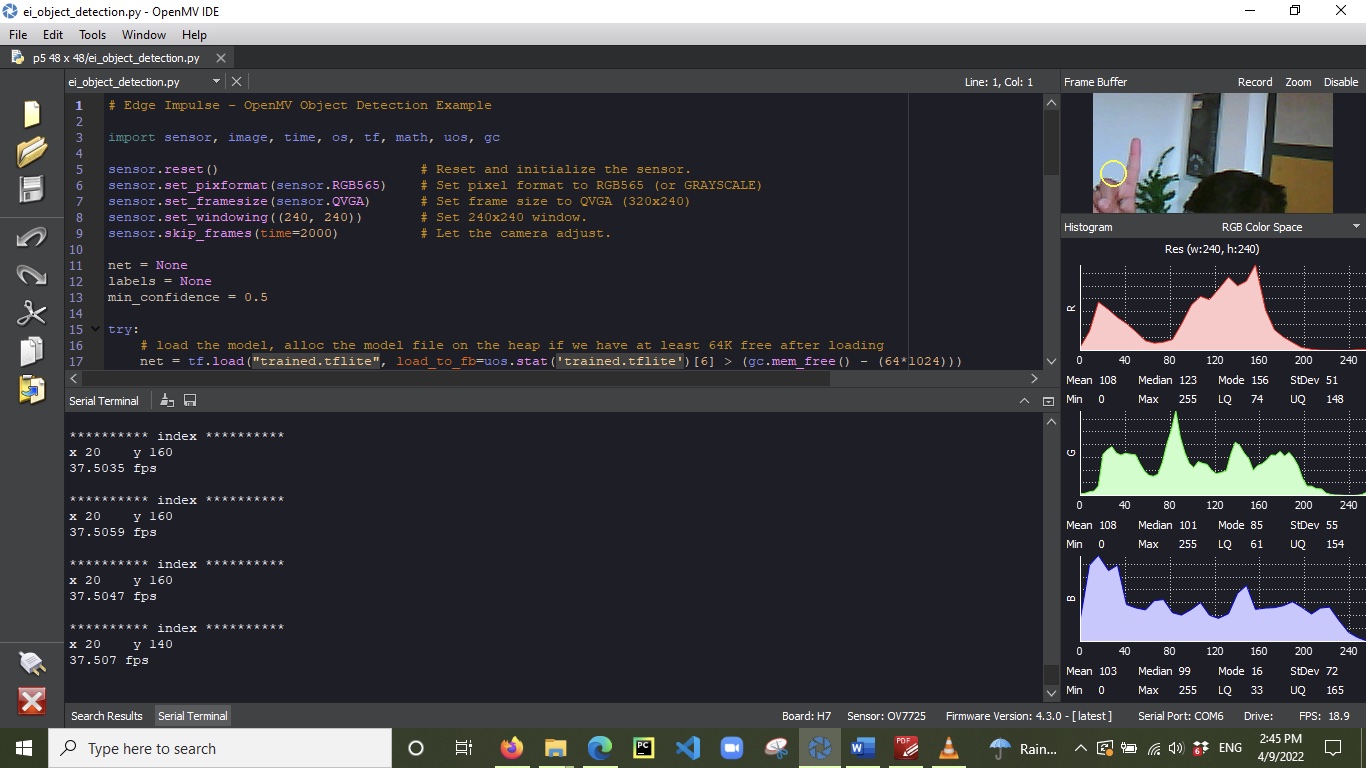 ei_object_detection.py - OpenMV IDE
File Edit Tools Window Help
p5 48 x 48/ei_object_detection.py
ei_object_detection.py Line: 1, Col: 1
1 # Edge Impulse - OpenMV Object Detection Example
2
3 import sensor, image, time, os, tf, math, uos, gc
4
5 sensor.reset() # Reset and initialize the sensor.
6 sensor.set_pixformat(sensor.RGB565) # Set pixel format to RGB565 (or GRAYSCALE)
7 sensor.set_framesize(sensor.QVGA) # Set frame size to QVGA (320x240)
8 sensor.set_windowing((240, 240)) # Set 240x240 window.
9 sensor.skip_frames(time=2000) # Let the camera adjust.
10
11 net = None
12 labels = None
13 min_confidence = 0.5
14
15 try:
16 # load the model, alloc the model file on the heap if we have at least 64K free after loading
17 net = tf.load("trained.tflite", load_to_fb=uos.stat('trained.tflite')[6] > (gc.mem_free() - (64*1024)))
Serial Terminal
********** index **********
x 20 y 160
37.5035 fps
********** index **********
x 20 y 160
37.5059 fps
********** index **********
x 20 y 160
37.5047 fps
********** index **********
x 20 y 140
37.507 fps
Frame Buffer Record Zoom Disable
Histogram RGB Color Space
Res (w:240, h:240)
R
0 40 80 120 160 200 240
Mean 108 Median 123 Mode 156 StDev 51
Min 0 Max 255 LQ 74 UQ 148
G
0 40 80 120 160 200 240
Mean 108 Median 101 Mode 85 StDev 55
Min 0 Max 255 LQ 61 UQ 154
B
0 40 80 120 160 200 240
Mean 103 Median 99 Mode 16 StDev 72
Min 0 Max 255 LQ 33 UQ 165
Search Results Serial Terminal Board: H7 Sensor: OV7725 Firmware Version: 4.3.0 - [ latest ] Serial Port: COM6 Drive: FPS: 18.9
Type here to search
PC
W
PDF
Rain...
6
ENG
2:45 PM
4/9/2022